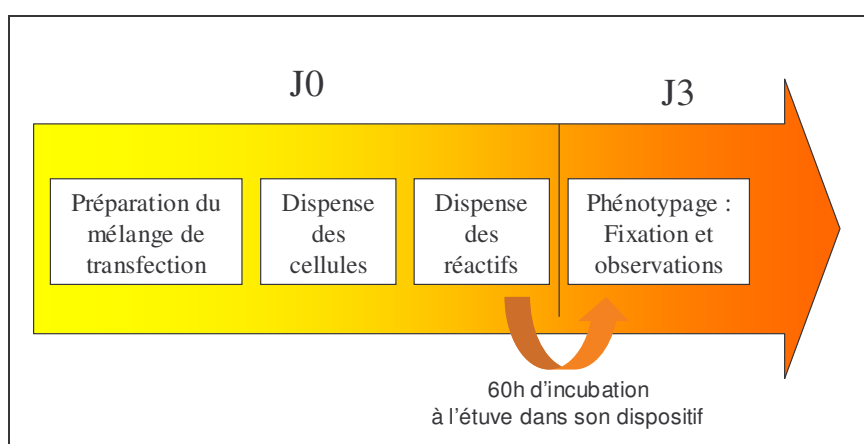 J0
J3
Préparation du
mélange de
transfection
Dispense
des
cellules
Dispense
des
réactifs
Phénotypage :
Fixation et
observations
60h d'incubation
à l'étuve dans son dispositif